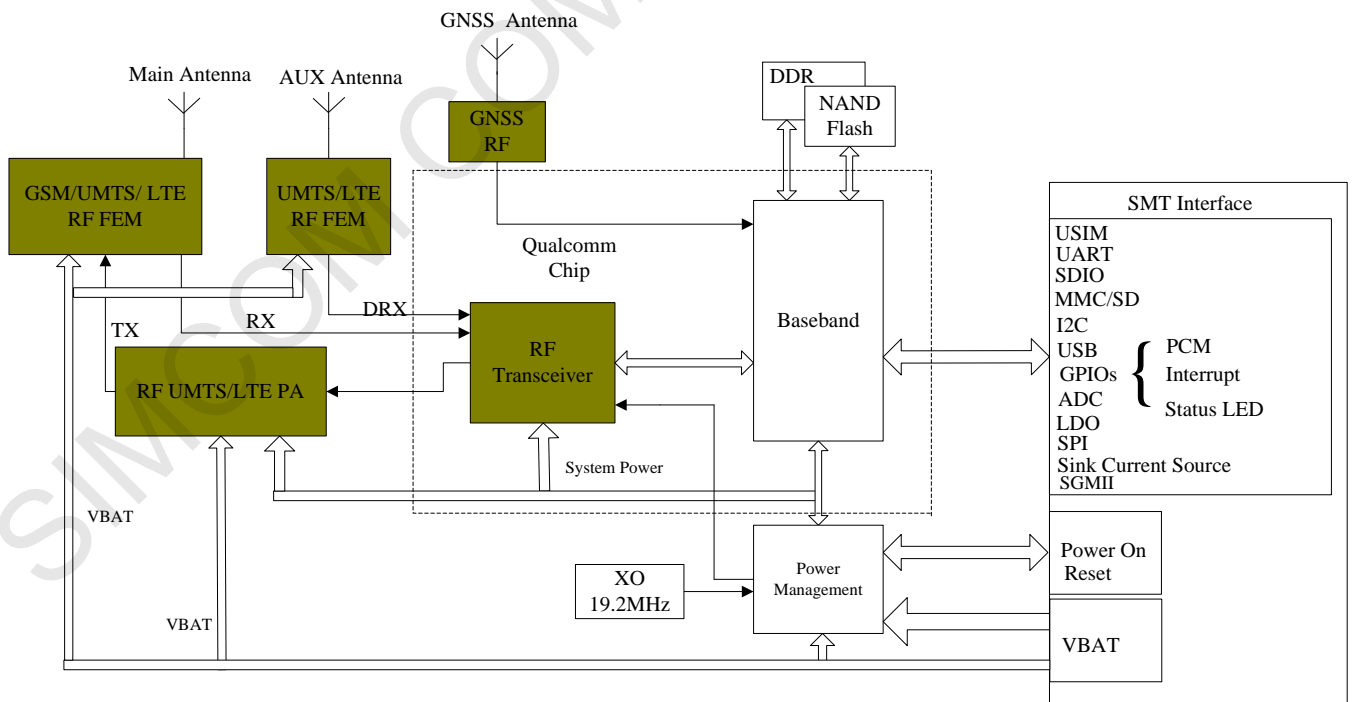 GNSS Antenna
Main Antenna
AUX Antenna
DDR
NAND
Flash
GNSS
RF
GSM/UMTS/ LTE
RF FEM
UMTS/LTE
RF FEM
SMT Interface
USIM
UART
SDIO
MMC/SD
I2C
USB
GPIOs
ADC
LDO
SPI
Sink Current Source
SGMII
PCM
Interrupt
Status LED
Qualcomm
Chip
Baseband
TX
RX
DRX
RF
Transceiver
RF UMTS/LTE PA
System Power
VBAT
VBAT
XO
19.2MHz
Power
Management
Power On
Reset
VBAT
SIMCOM COM